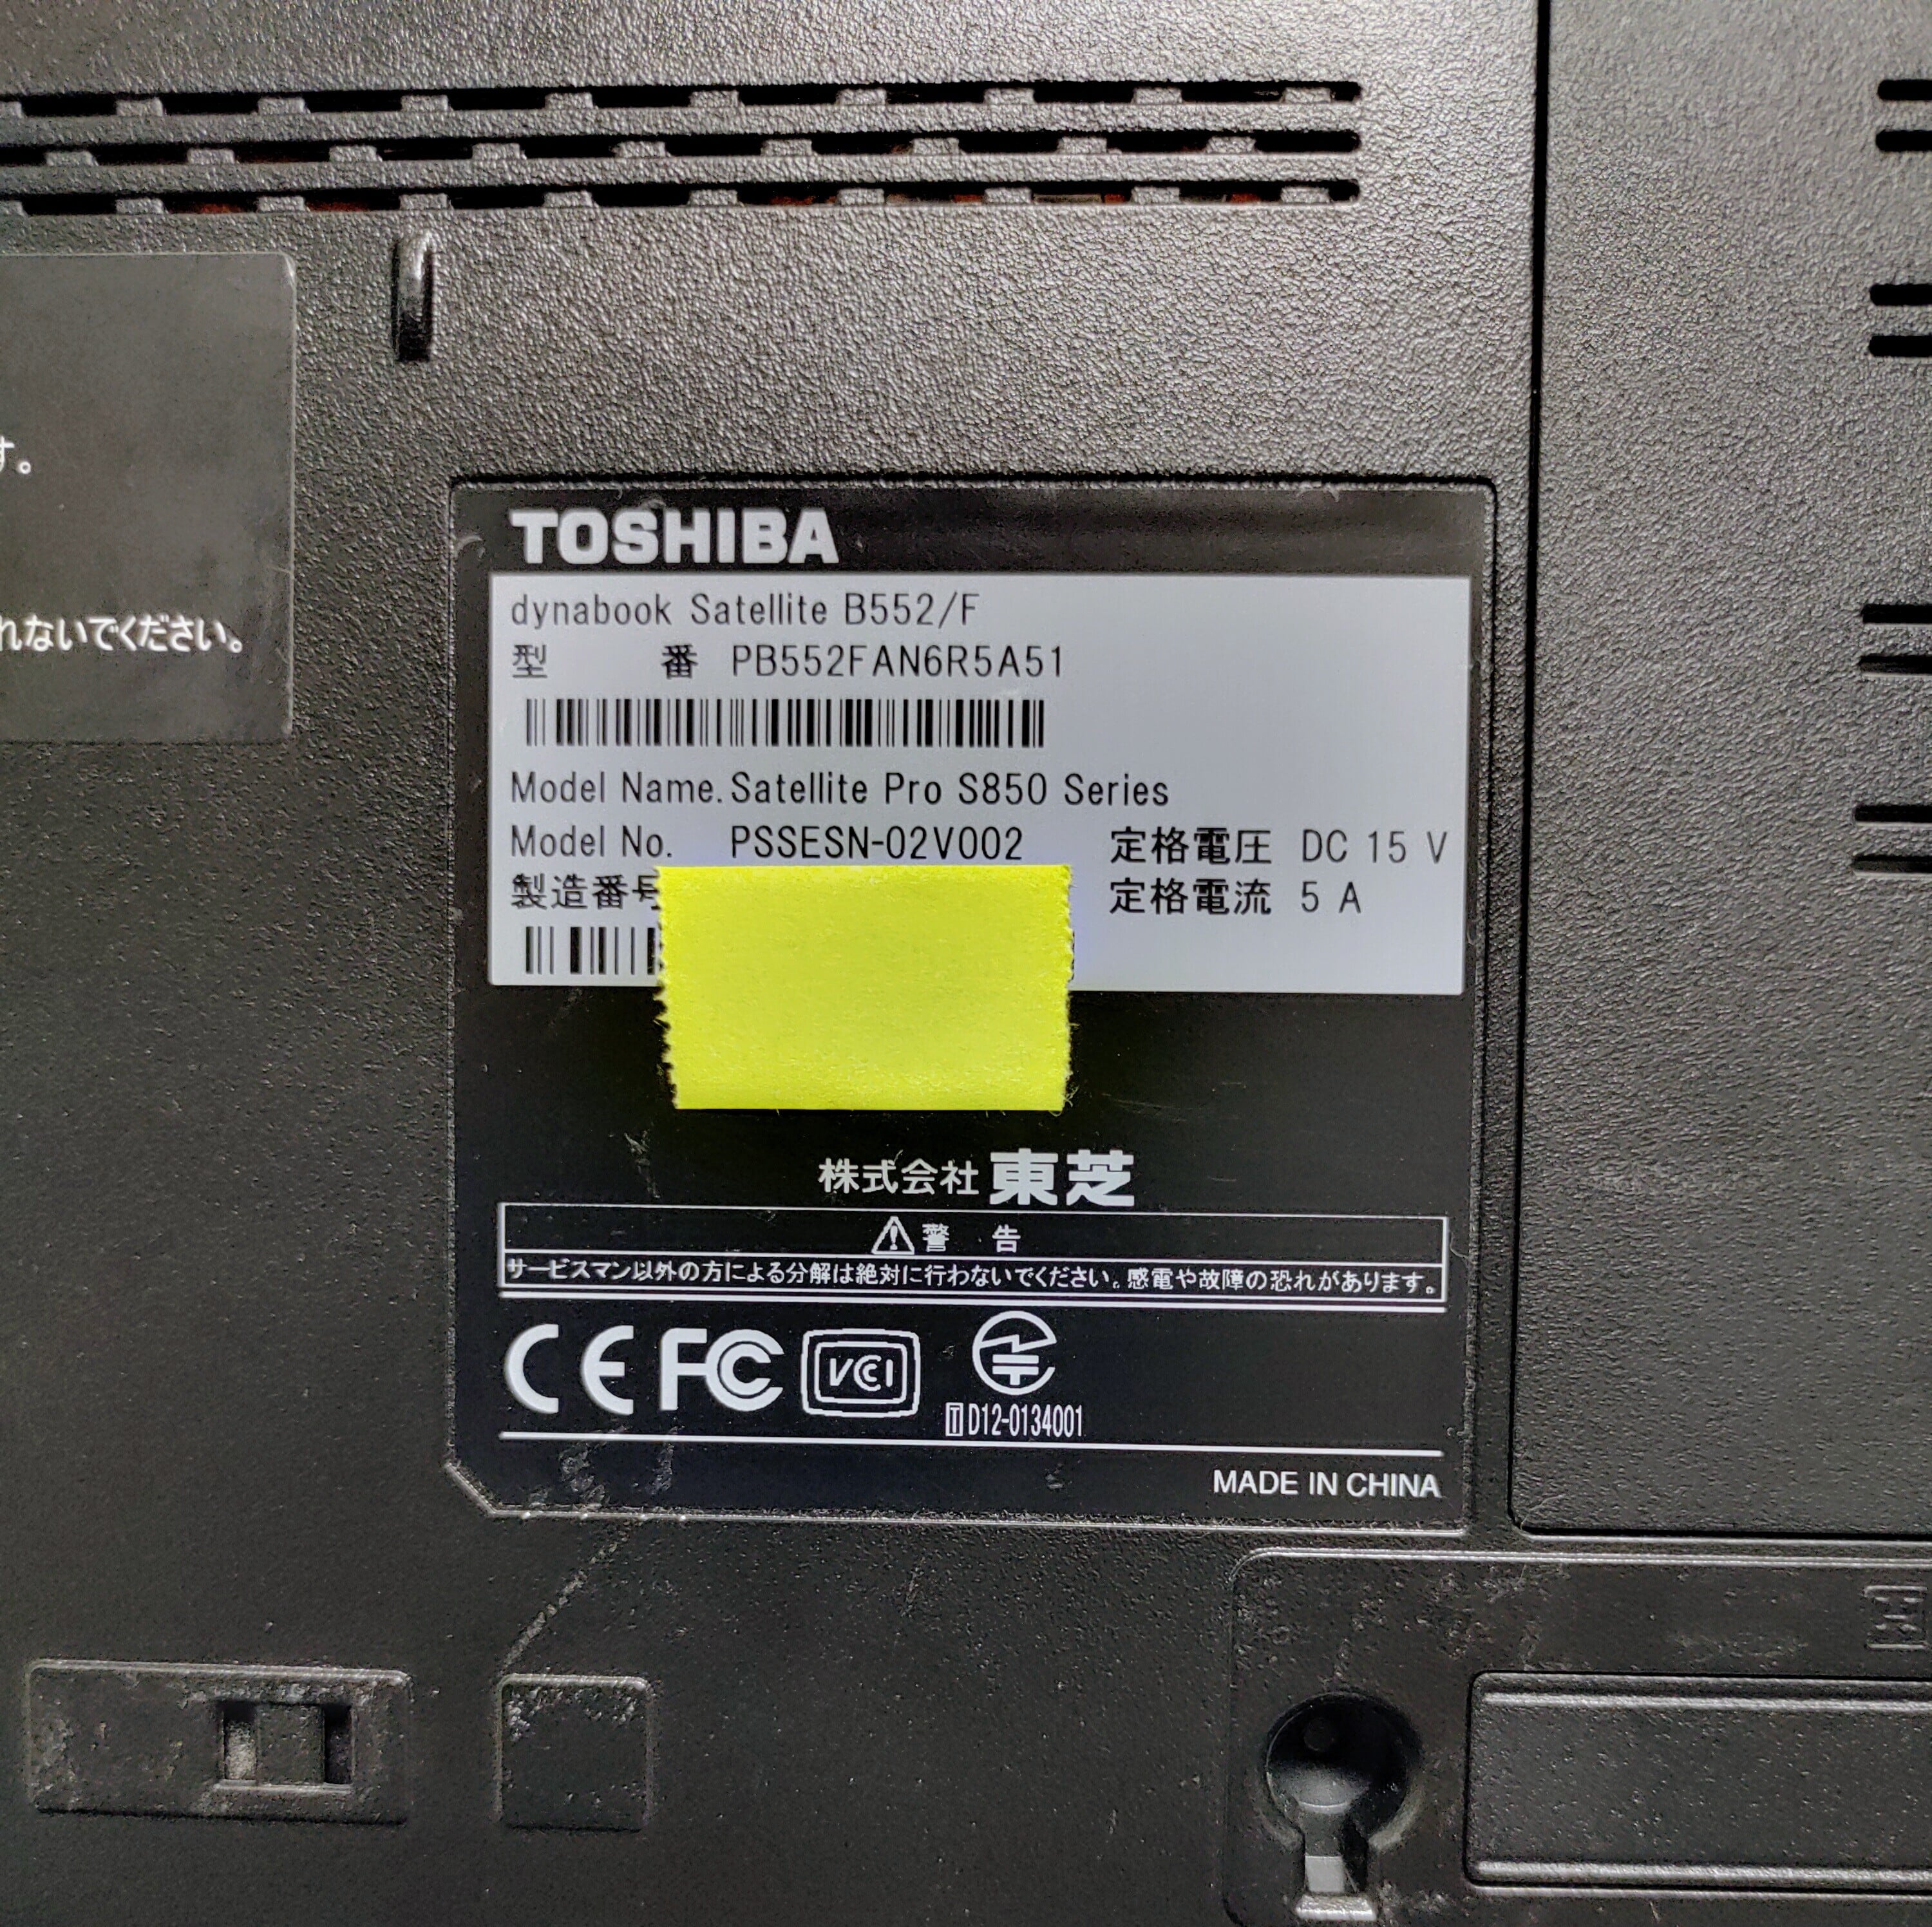 す。
れないでください。
TOSHIBA
dynabook Satellite B552/F
型 番 PB552FAN6R5A51
Model Name. Satellite Pro S850 Series
Model No. PSSESN-02V002 定格電圧 DC 15 V
製造番号 定格電流 5 A
株式会社 東芝
⚠ 警 告
サービスマン以外の方による分解は絶対に行わないでください。感電や故障の恐れがあります。
CE FC VCCI
T D12-0134001
MADE IN CHINA